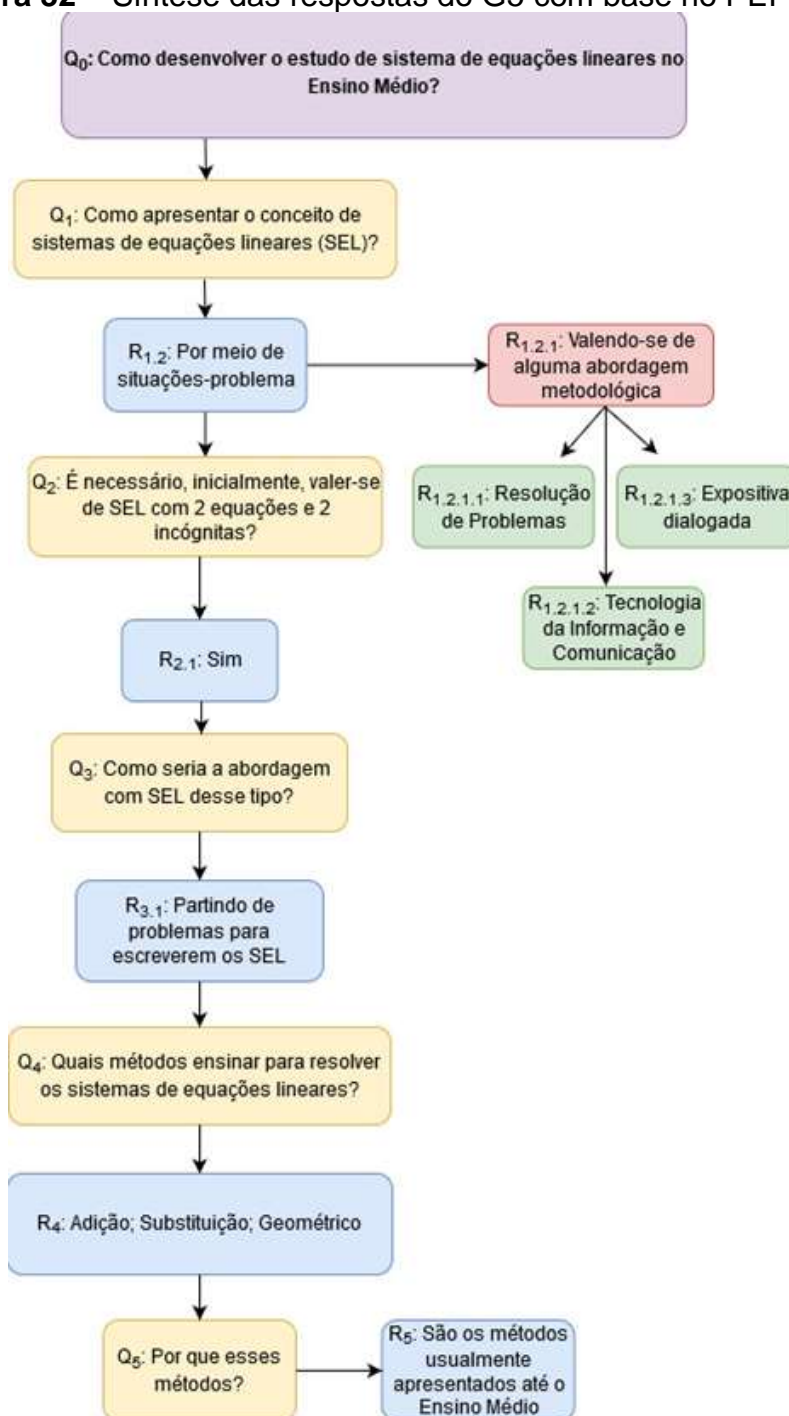 Síntese das respostas do G6 com base no PEP
Q0: Como desenvolver o estudo de sistema de equações lineares no
Ensino Médio?
Q1: Como apresentar o conceito de
sistemas de equações lineares (SEL)?
R1.2: Por meio de
situações-problema
R1.2.1: Valendo-se de
alguma abordagem
metodológica
Q2: É necessário, inicialmente, valer-se
de SEL com 2 equações e 2
incógnitas?
R1.2.1.1: Resolução
de Problemas
R1.2.1.3: Expositiva
dialogada
R1.2.1.2: Tecnologia
da Informação e
Comunicação
R2.1: Sim
Q3: Como seria a abordagem
com SEL desse tipo?
R3.1: Partindo de
problemas para
escreverem os SEL
Q4: Quais métodos ensinar para resolver
os sistemas de equações lineares?
R4: Adição; Substituição; Geométrico
Q5: Por que esses
métodos?
R5: São os métodos
usualmente
apresentados até o
Ensino Médio